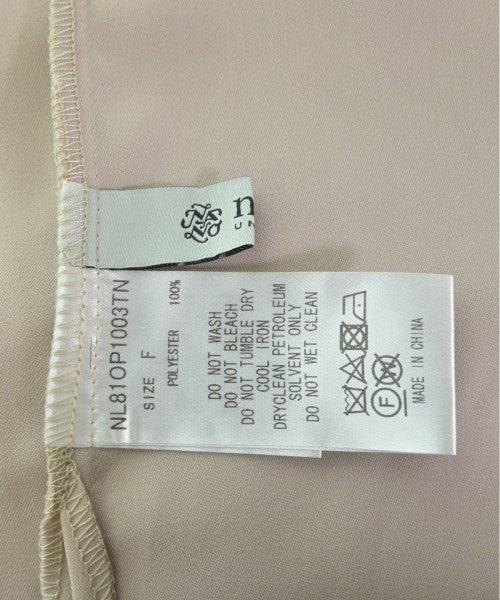 NL81OP1003TN
SIZE F
POLYESTER 100%
DO NOT WASH
DO NOT BLEACH
DO NOT TUMBLE DRY
COOL IRON
DRYCLEAN PETROLEUM
SOLVENT ONLY
DO NOT WET CLEAN
F
MADE IN CHINA